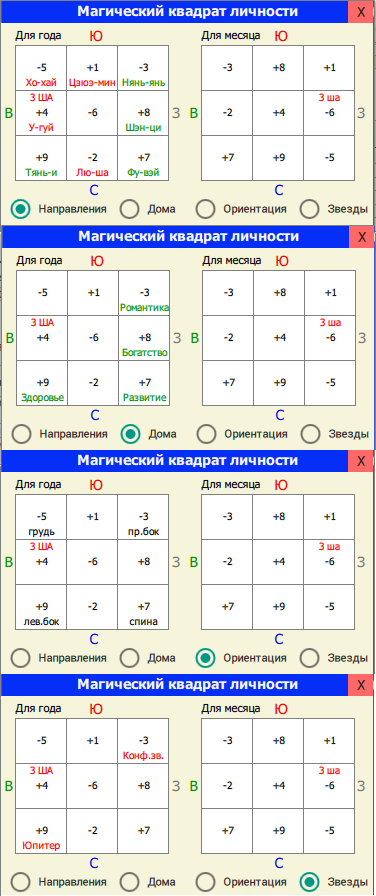 Магический квадрат личности X
Для года Ю Для месяца Ю
-5 +1 -3 -3 +8 +1
Хо-хай Цзюэ-мин Нянь-янь
3 ША 3 ша
В +4 -6 +8 З В -2 +4 -6 З
У-гуй Шэн-ци
+9 -2 +7 +7 +9 -5
Тянь-и Лю-ша Фу-вэй
С С
Направления Дома Ориентация Звезды
Магический квадрат личности X
Для года Ю Для месяца Ю
-5 +1 -3 -3 +8 +1
Романтика
3 ША 3 ша
В +4 -6 +8 З В -2 +4 -6 З
Богатство
+9 -2 +7 +7 +9 -5
Здоровье Развитие
С С
Направления Дома Ориентация Звезды
Магический квадрат личности X
Для года Ю Для месяца Ю
-5 +1 -3 -3 +8 +1
грудь пр.бок
3 ША 3 ша
В +4 -6 +8 З В -2 +4 -6 З
+9 -2 +7 +7 +9 -5
лев.бок спина
С С
Направления Дома Ориентация Звезды
Магический квадрат личности X
Для года Ю Для месяца Ю
-5 +1 -3 -3 +8 +1
Конф.зв.
3 ША 3 ша
В +4 -6 +8 З В -2 +4 -6 З
+9 -2 +7 +7 +9 -5
Юпитер
С С
Направления Дома Ориентация Звезды